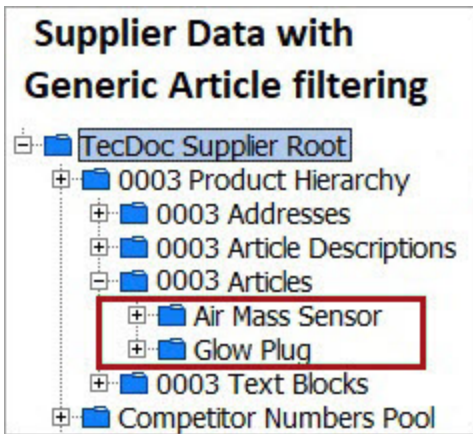 Supplier Data with
Generic Article filtering
TecDoc Supplier Root
0003 Product Hierarchy
0003 Addresses
0003 Article Descriptions
0003 Articles
Air Mass Sensor
Glow Plug
0003 Text Blocks
Competitor Numbers Pool